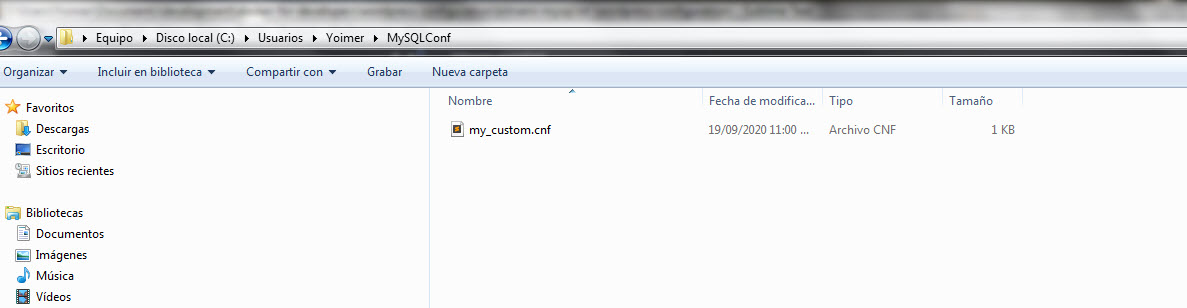 Equipo Disco local (C:) Usuarios Yoimer MySQLConf
Organizar Incluir en biblioteca Compartir con Grabar Nueva carpeta
Favoritos
Descargas
Escritorio
Sitios recientes
Bibliotecas
Documentos
Imágenes
Música
Vídeos
Nombre Fecha de modifica... Tipo Tamaño
my_custom.cnf 19/09/2020 11:00 ... Archivo CNF 1 KB